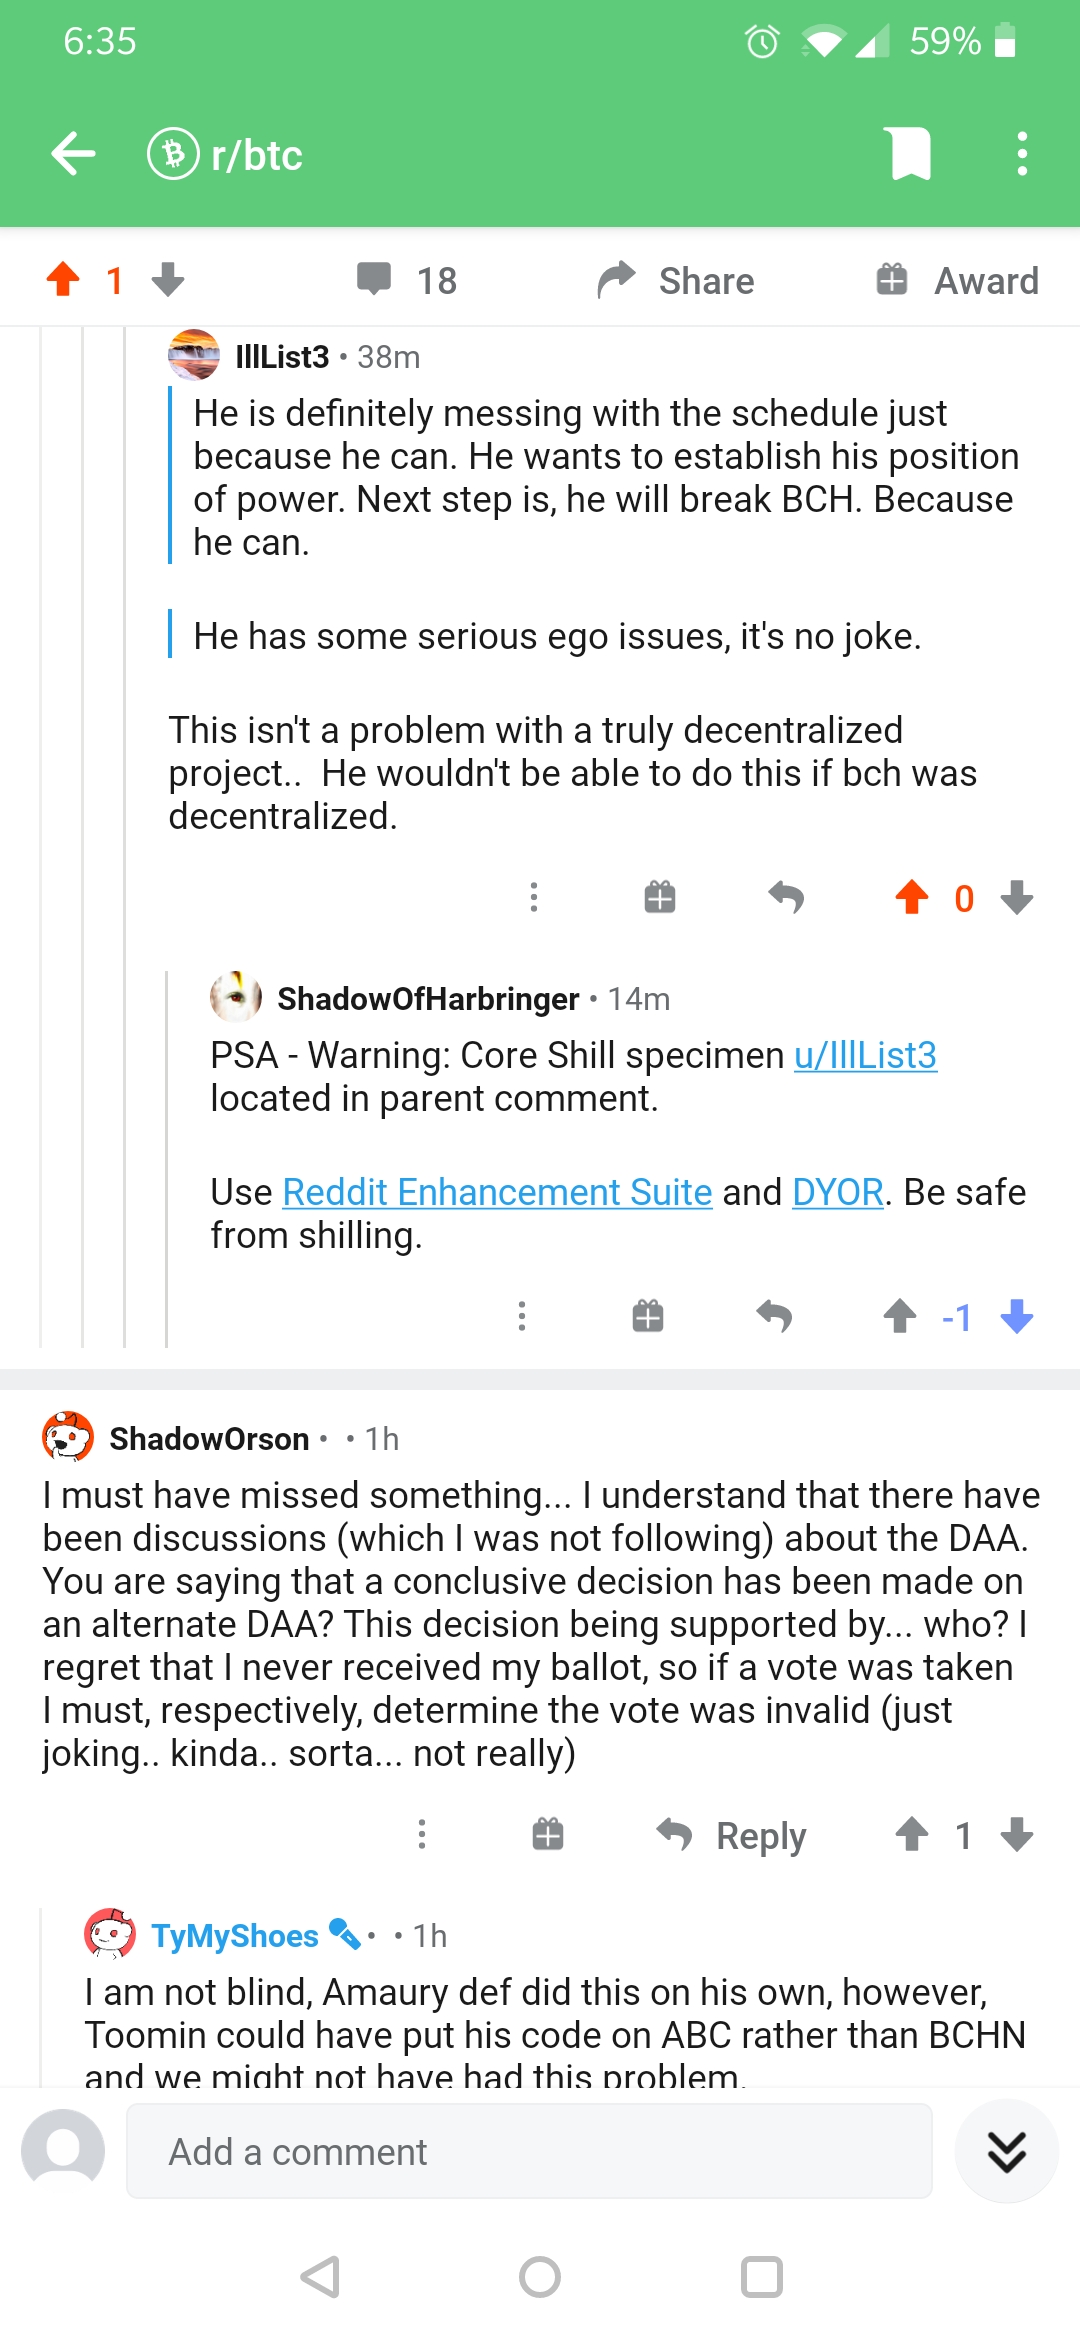 6:35
59%
r/btc
1
18
Share
Award
IllList3 • 38m
He is definitely messing with the schedule just
because he can. He wants to establish his position
of power. Next step is, he will break BCH. Because
he can.
He has some serious ego issues, it's no joke.
This isn't a problem with a truly decentralized
project..  He wouldn't be able to do this if bch was
decentralized.
0
ShadowOfHarbringer • 14m
PSA - Warning: Core Shill specimen u/IllList3
located in parent comment.
Use Reddit Enhancement Suite and DYOR. Be safe
from shilling.
-1
ShadowOrson • • 1h
I must have missed something... I understand that there have
been discussions (which I was not following) about the DAA.
You are saying that a conclusive decision has been made on
an alternate DAA? This decision being supported by... who? I
regret that I never received my ballot, so if a vote was taken
I must, respectively, determine the vote was invalid (just
joking.. kinda.. sorta... not really)
Reply
1
TyMyShoes • • 1h
I am not blind, Amaury def did this on his own, however,
Toomin could have put his code on ABC rather than BCHN
and we might not have had this problem.
Add a comment